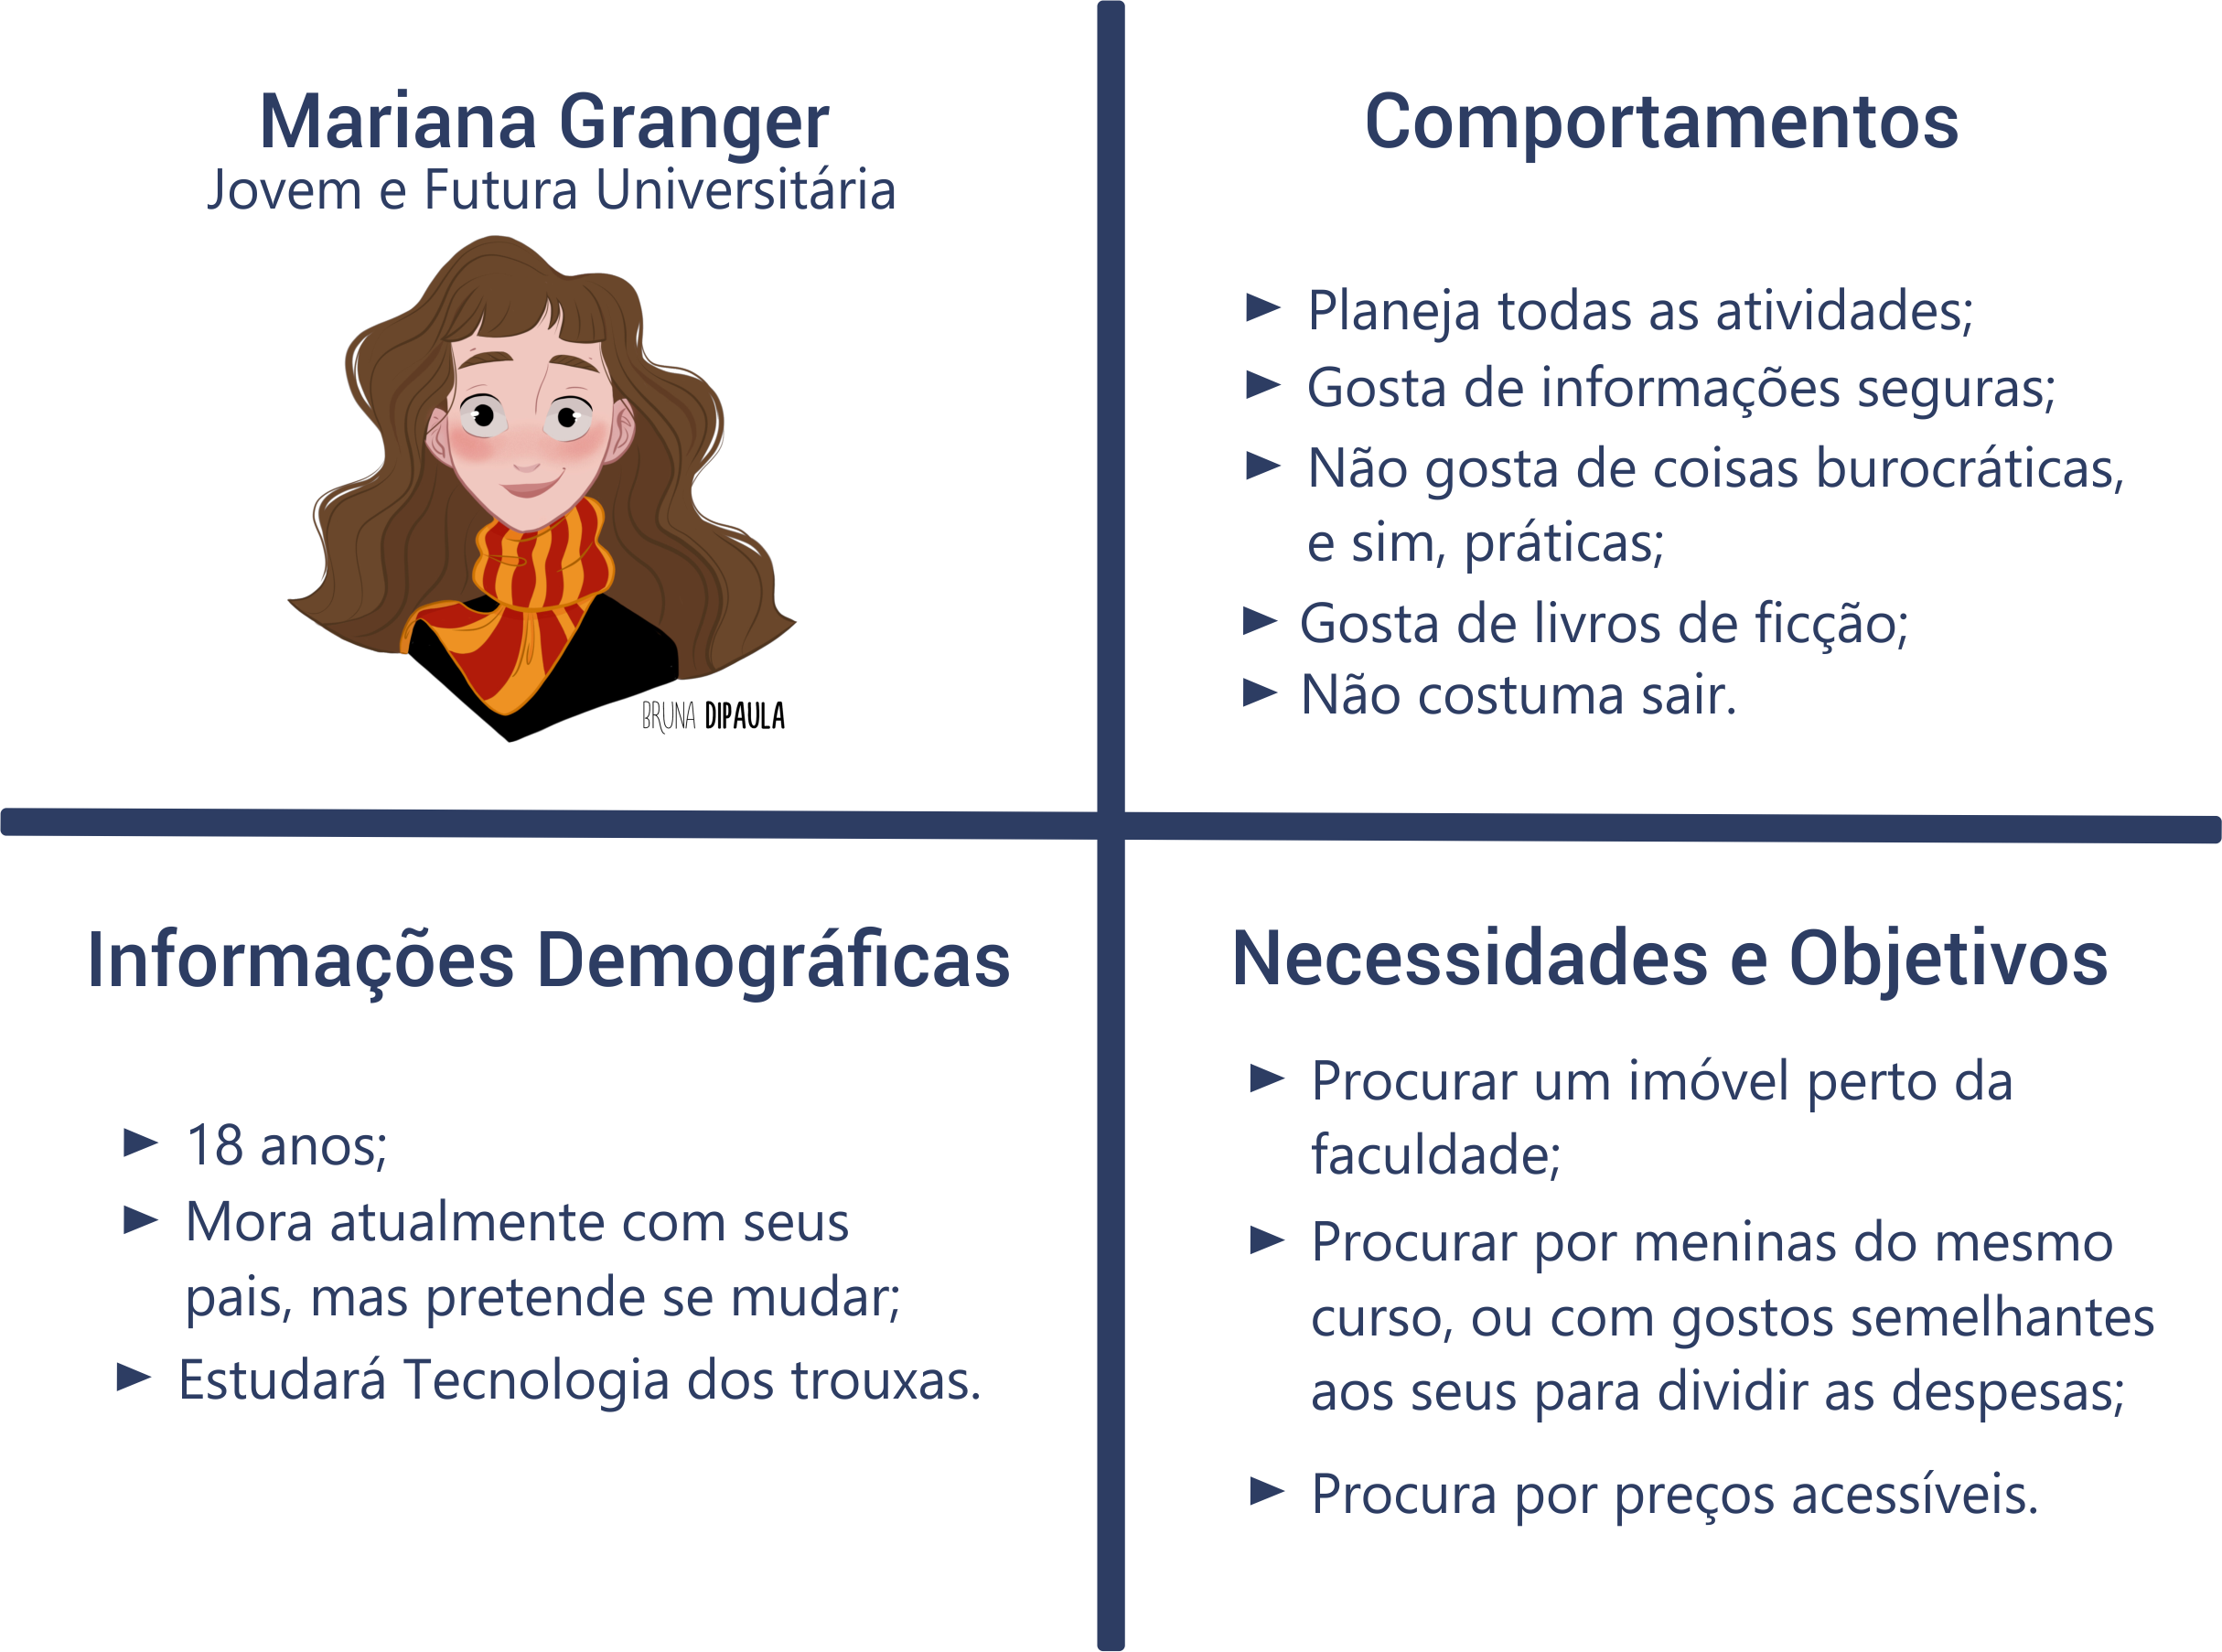 Mariana Granger
Jovem e Futura Universitária
BRUNA DIPAULA
Comportamentos
Planeja todas as atividades;
Gosta de informações seguras;
Não gosta de coisas burocráticas,
e sim, práticas;
Gosta de livros de ficção;
Não costuma sair.
Informações Demográficas
18 anos;
Mora atualmente com seus
pais, mas pretende se mudar;
Estudará Tecnologia dos trouxas.
Necessidades e Objetivos
Procurar um imóvel perto da
faculdade;
Procurar por meninas do mesmo
curso, ou com gostos semelhantes
aos seus para dividir as despesas;
Procura por preços acessíveis.